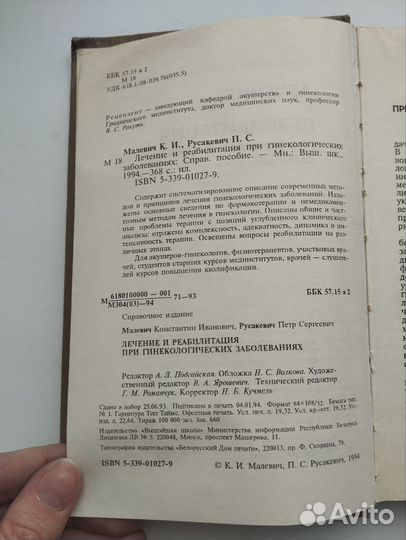 ББК 57.15 я 2
М 18
УДК 618.1-08-039.76(035.5)
Рецензент — заведующий кафедрой акушерства и гинекологии
Гродненского мединститута, доктор медицинских наук, профессор
В. С. Ракуть
Малевич К. И., Русакевич П. С.
М 18 Лечение и реабилитация при гинекологических
заболеваниях: Справ. пособие. — Мн.: Выш. шк.,
1994.—368 с.: ил.
ISBN 5-339-01027-9.
Содержит систематизированное описание современных мето-
дов и принципов лечения гинекологических заболеваний. Изло-
жены основные сведения по фармакотерапии и немедикамен-
тозным методам лечения в гинекологии. Описаны общие и част-
ные проблемы терапии с позиций углубленного клинического
анализа: отражены комплексность, адекватность, динамика и ин-
тенсивность терапии. Освещены вопросы реабилитации на раз-
личных этапах.
Для акушеров-гинекологов, физиотерапевтов, участковых вра-
чей, студентов старших курсов мединститутов, врачей — слушате-
лей курсов повышения квалификации.
М 6180100000 — 001
М304(03)—94 71—93
ББК 57.15 я 2
Справочное издание
Малевич Константин Иванович, Русакевич Петр Сергеевич
ЛЕЧЕНИЕ И РЕАБИЛИТАЦИЯ
ПРИ ГИНЕКОЛОГИЧЕСКИХ ЗАБОЛЕВАНИЯХ
Редактор А. Л. Подгайская. Обложка Н. С. Волкова. Художе-
ственный редактор В. А. Ярошевич. Технический редактор
Г. М. Романчук. Корректор Н. Б. Кучмель
Сдано в набор 25.06.93. Подписано в печать 04.01.94. Формат 84×108/32. Бумага тип.
№ 1. Гарнитура Тип Таймс. Офсетная печать. Усл. печ. л. 19,32. Усл. кр.-отт. 19,32. Уч.-
изд. л. 22,64. Тираж 100 000 экз. Зак. 660
Издательство «Вышэйшая школа» Министерства информации Республики Беларусь.
Лицензия ЛВ № 5. 220048, Минск, проспект Машерова, 11.
Типография издательства «Белорусский Дом печати», 220013, пр. Ф. Скорины, 79.
ISBN 5-339-01027-9
© К. И. Малевич, П. С. Русакевич, 1994
ПР
Avito